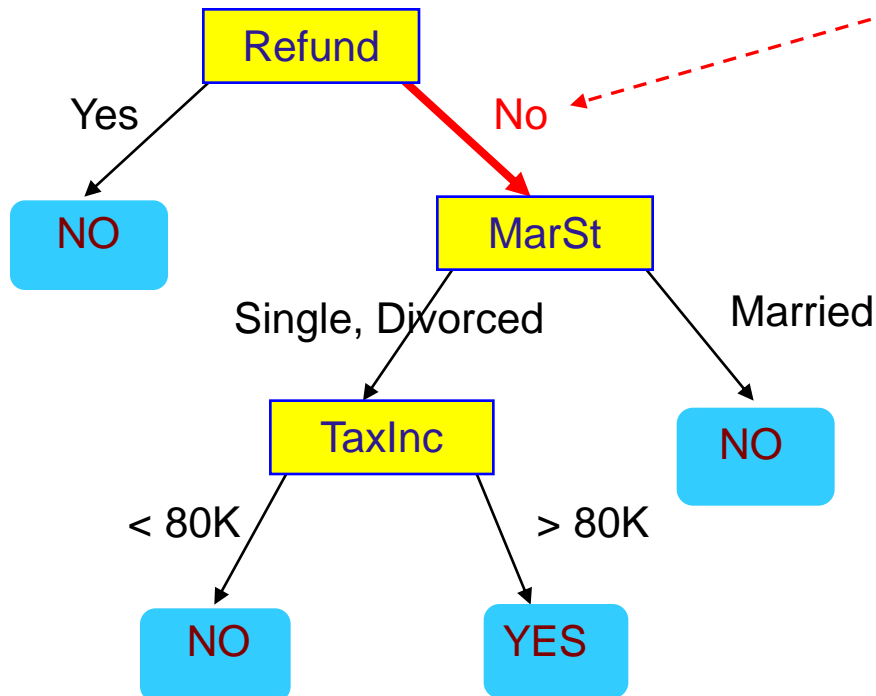 Refund
Yes
No
NO
MarSt
Single, Divorced
Married
TaxInc
NO
< 80K
> 80K
NO
YES